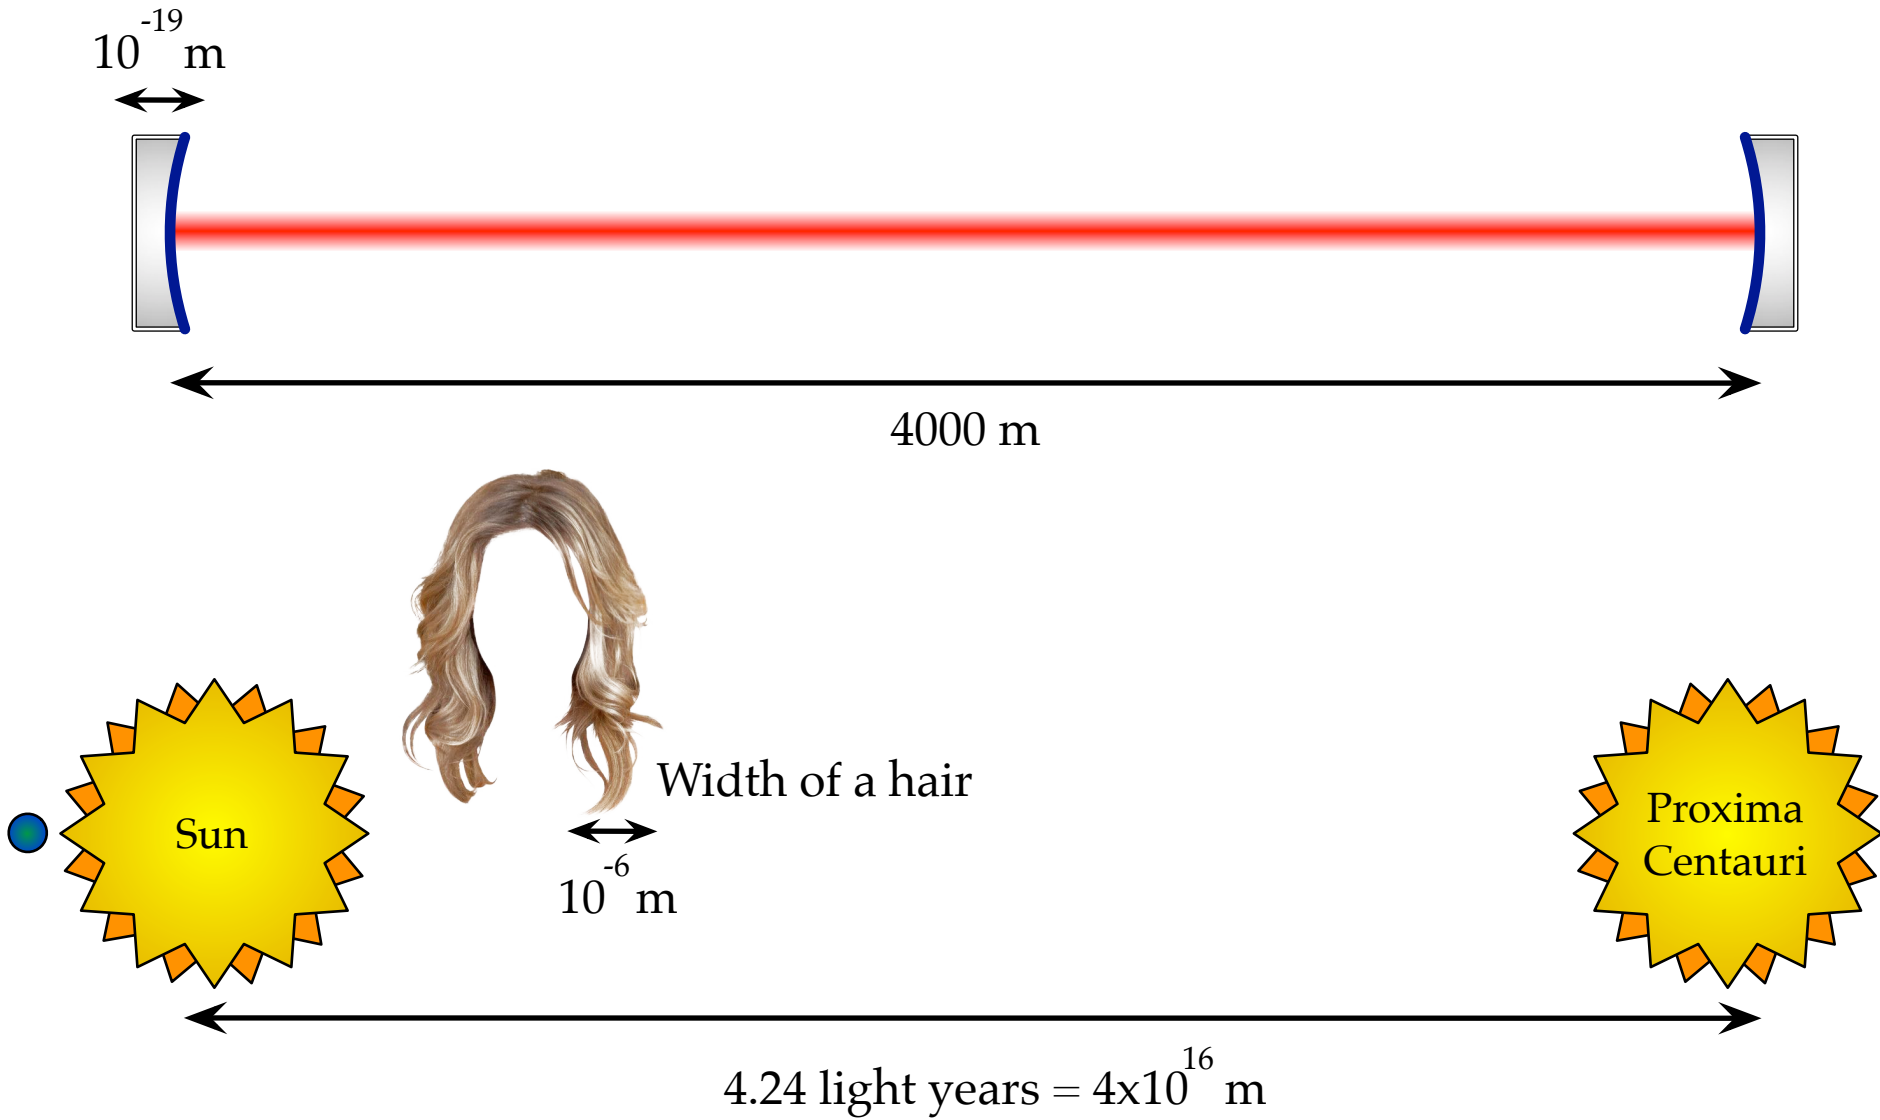 10⁻¹⁹ m
4000 m
Width of a hair
10⁻⁶ m
Sun
Proxima
Centauri
4.24 light years = 4x10¹⁶ m